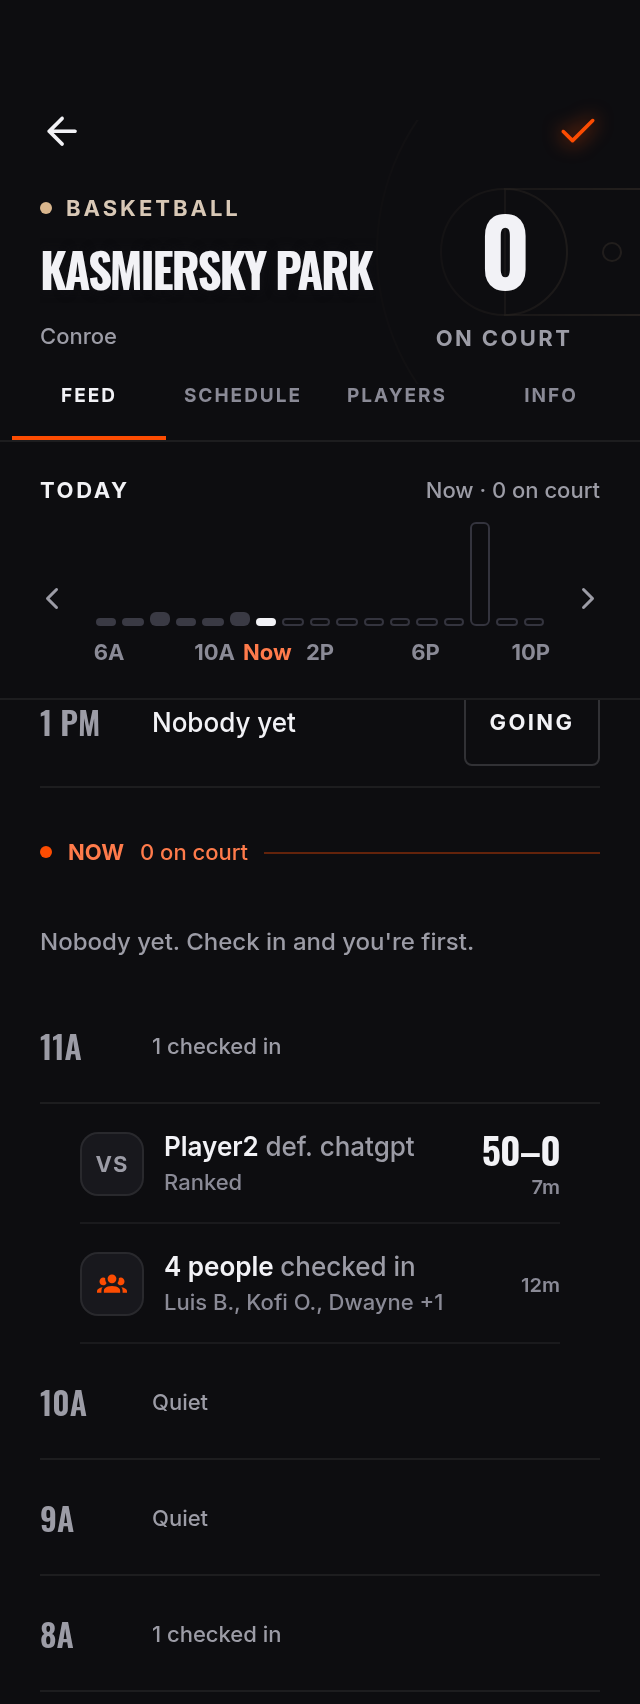 BASKETBALL
KASMIERSKY PARK
Conroe
0
ON COURT
FEED SCHEDULE PLAYERS INFO
TODAY Now · 0 on court
6A 10A Now 2P 6P 10P
1 PM Nobody yet GOING
NOW 0 on court
Nobody yet. Check in and you're first.
11A 1 checked in
VS Player2 def. chatgpt 50–0
Ranked 7m
4 people checked in 12m
Luis B., Kofi O., Dwayne +1
10A Quiet
9A Quiet
8A 1 checked in